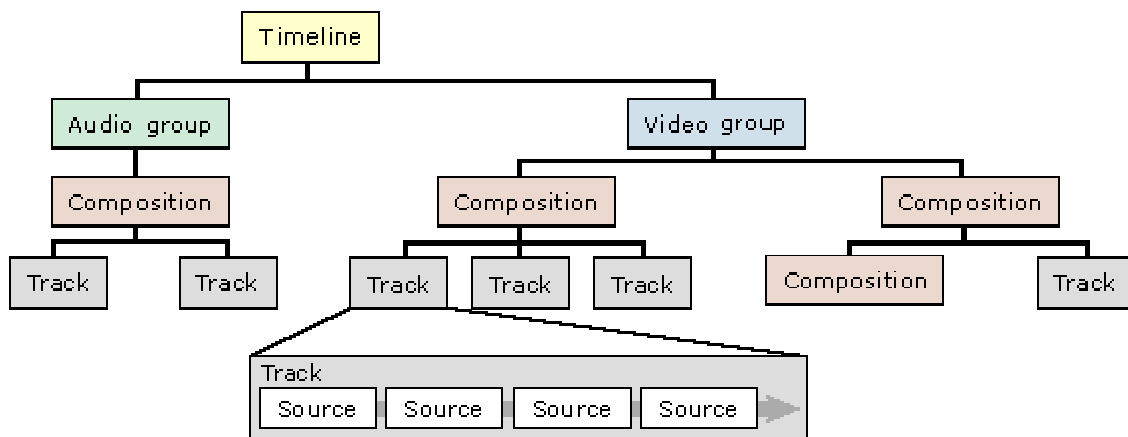 Timeline
Audio group
Video group
Composition
Composition
Composition
Track
Track
Track
Track
Track
Composition
Track
Track
Source
Source
Source
Source